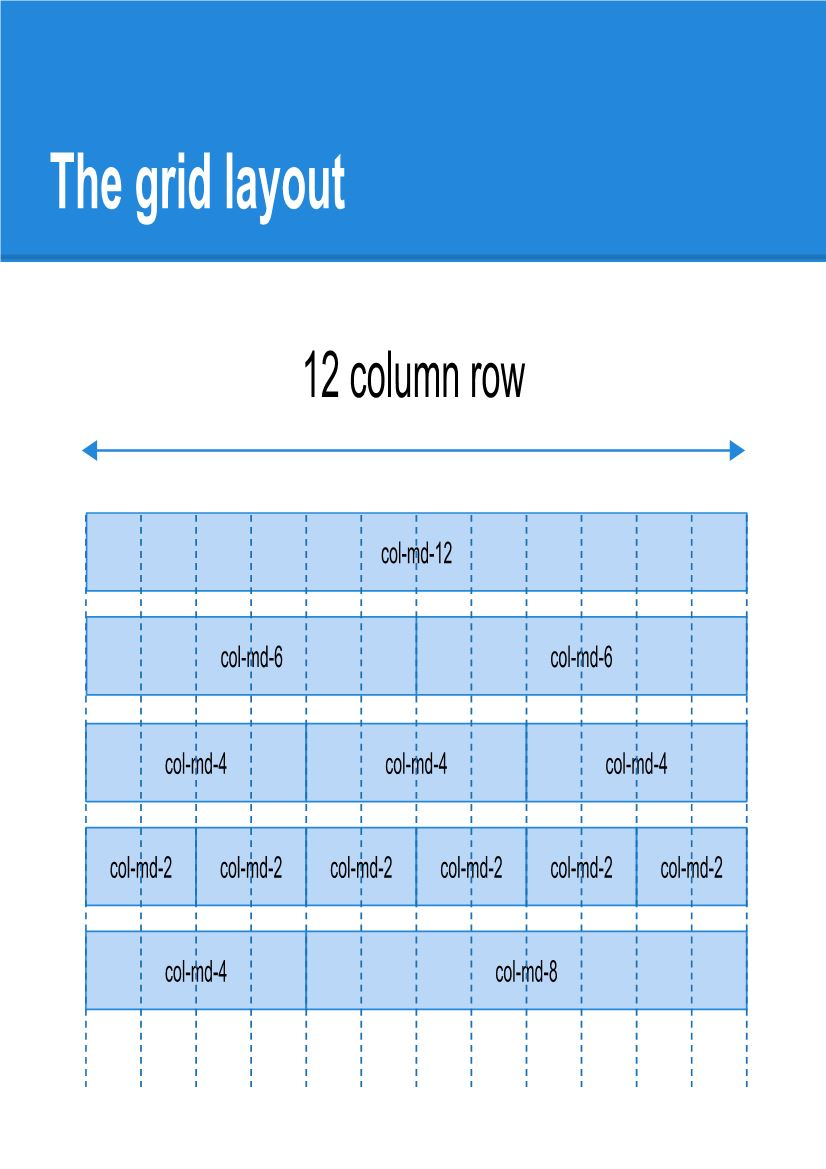 The grid layout
12 column row
col-md-12
col-md-6 col-md-6
col-md-4 col-md-4 col-md-4
col-md-2 col-md-2 col-md-2 col-md-2 col-md-2 col-md-2
col-md-4 col-md-8